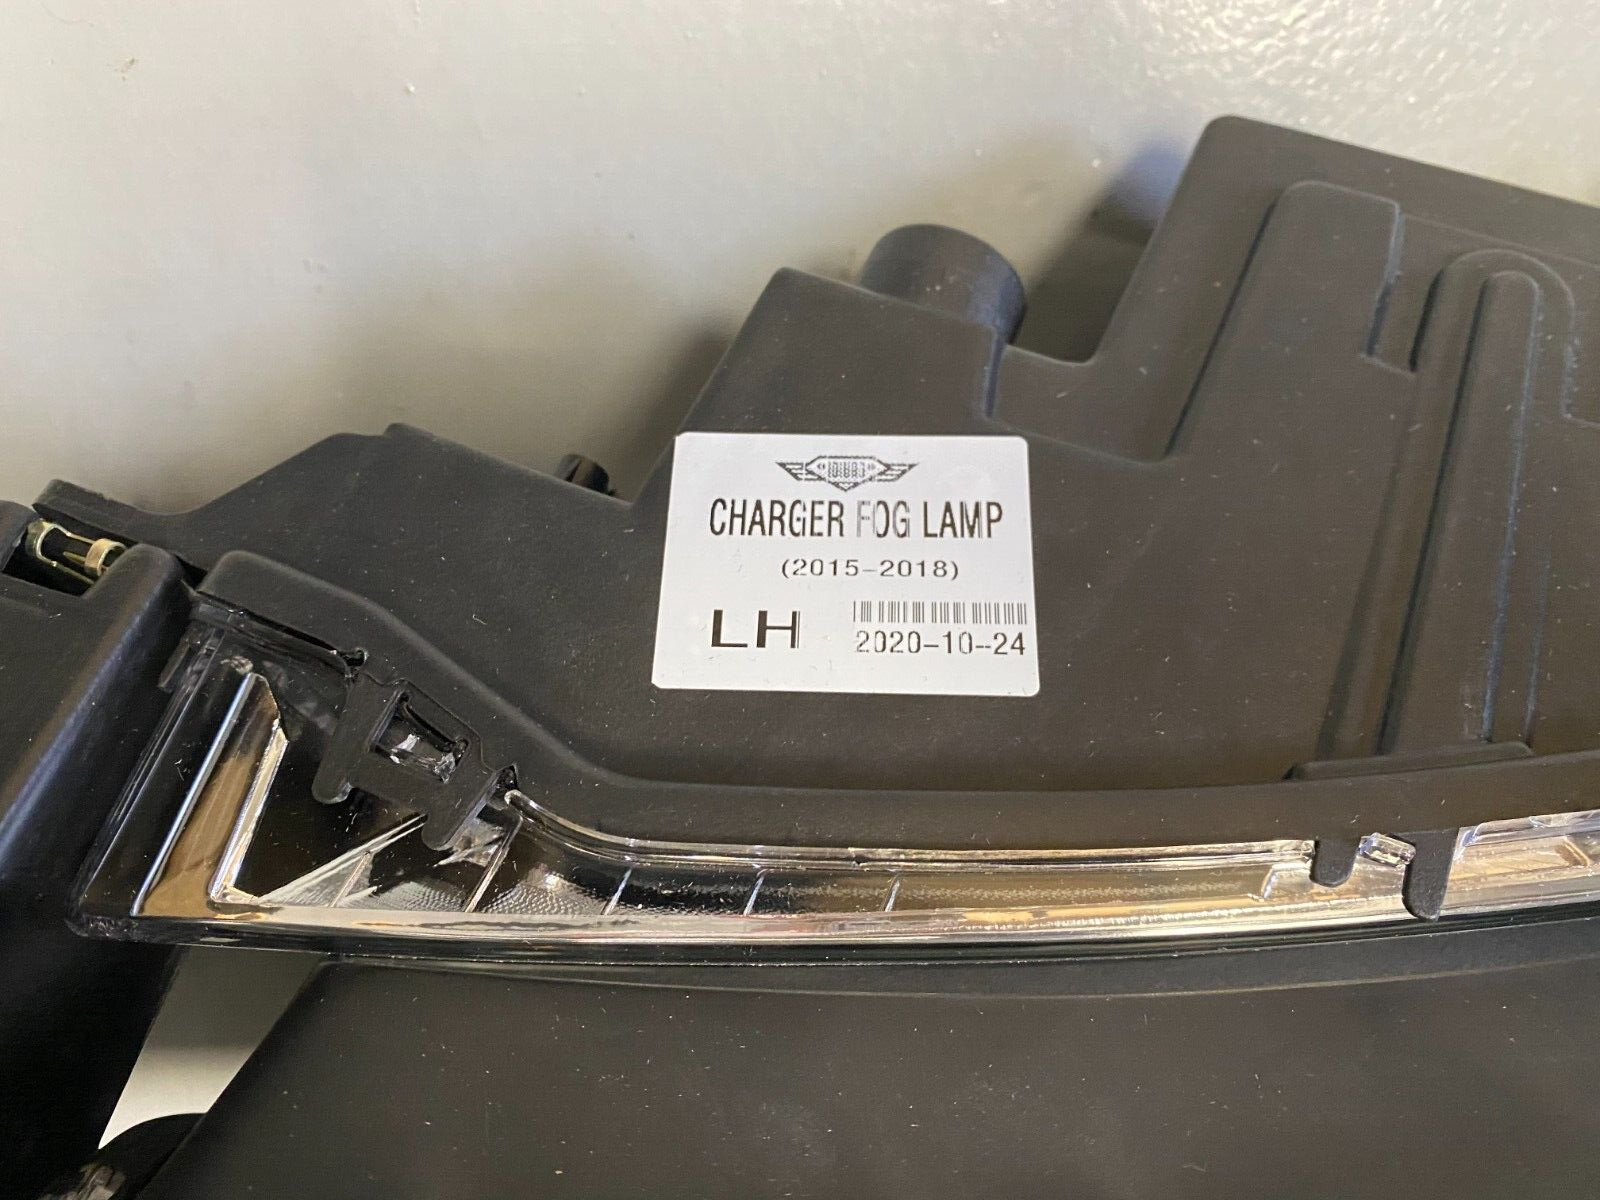 CHARGER FOG LAMP
(2015-2018)
LH
2020-10-24